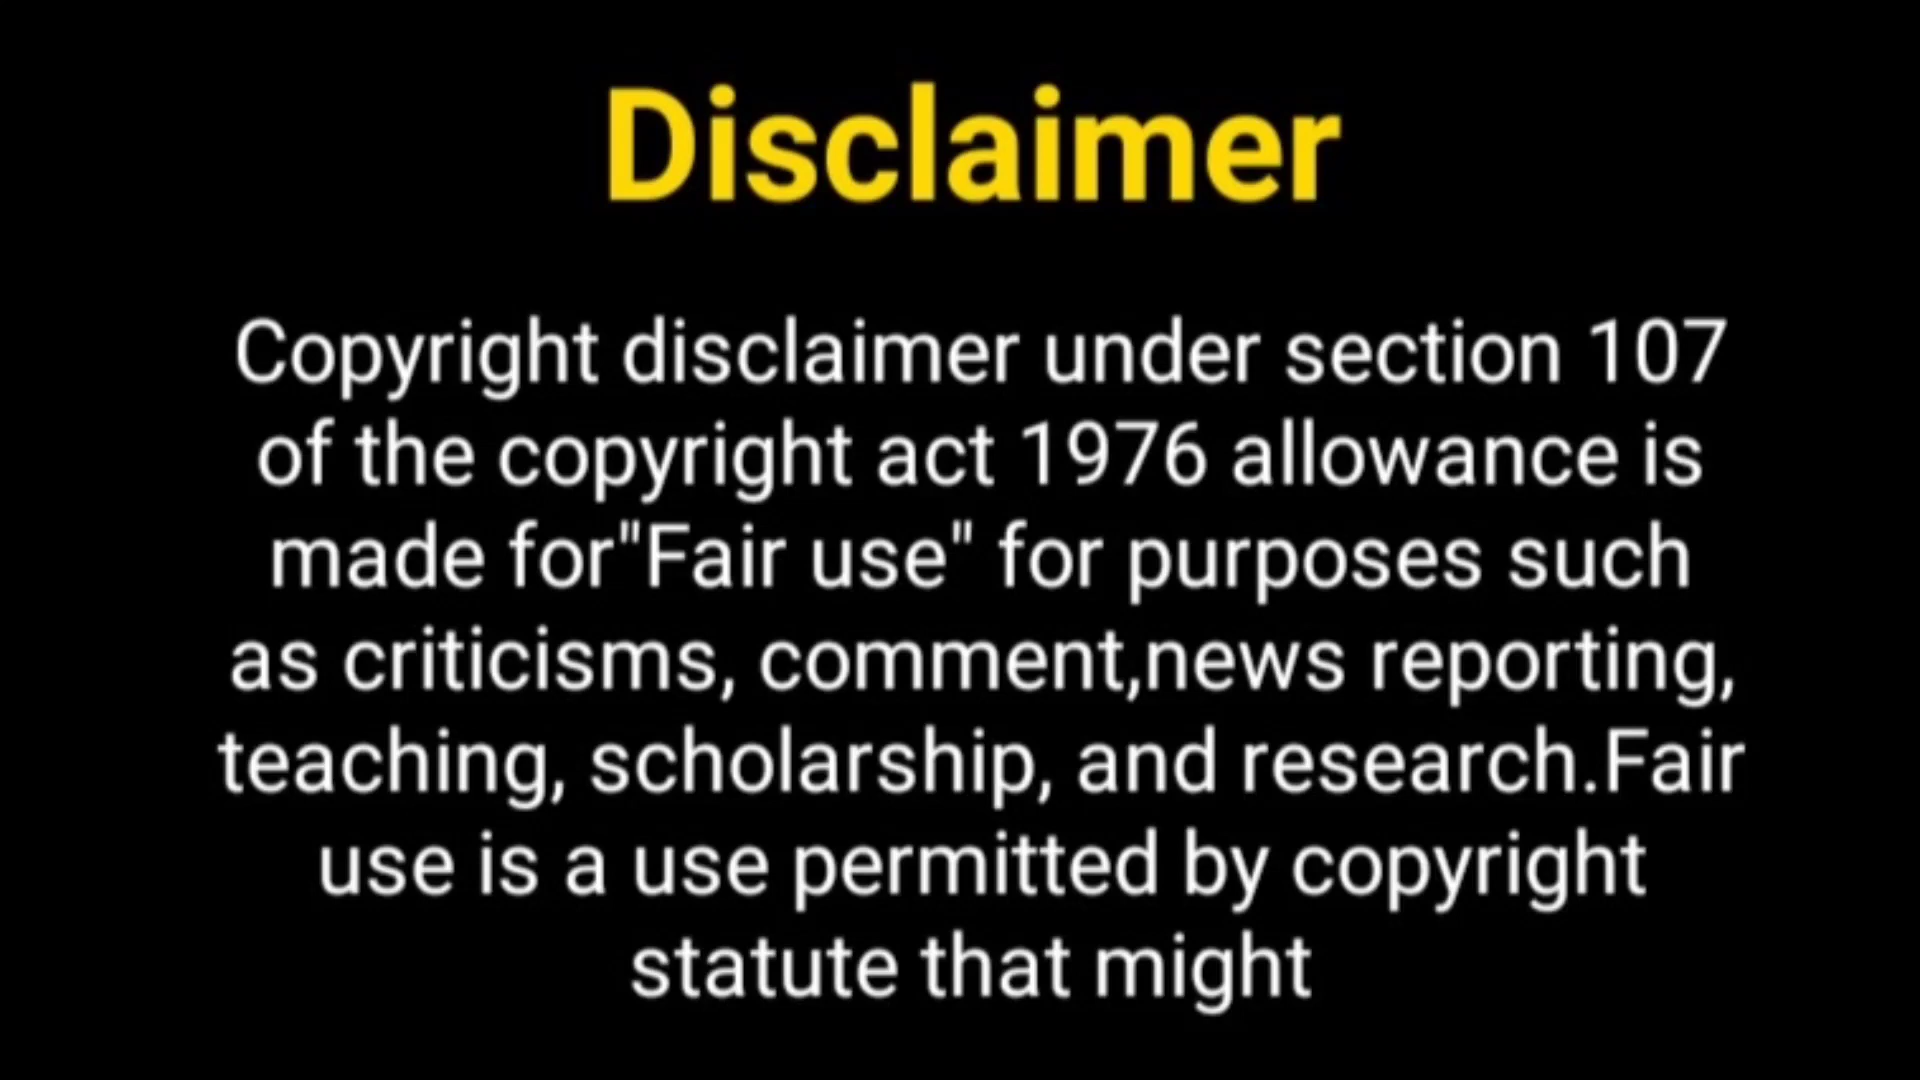 Disclaimer
Copyright disclaimer under section 107
of the copyright act 1976 allowance is
made for"Fair use" for purposes such
as criticisms, comment,news reporting,
teaching, scholarship, and research.Fair
use is a use permitted by copyright
statute that might